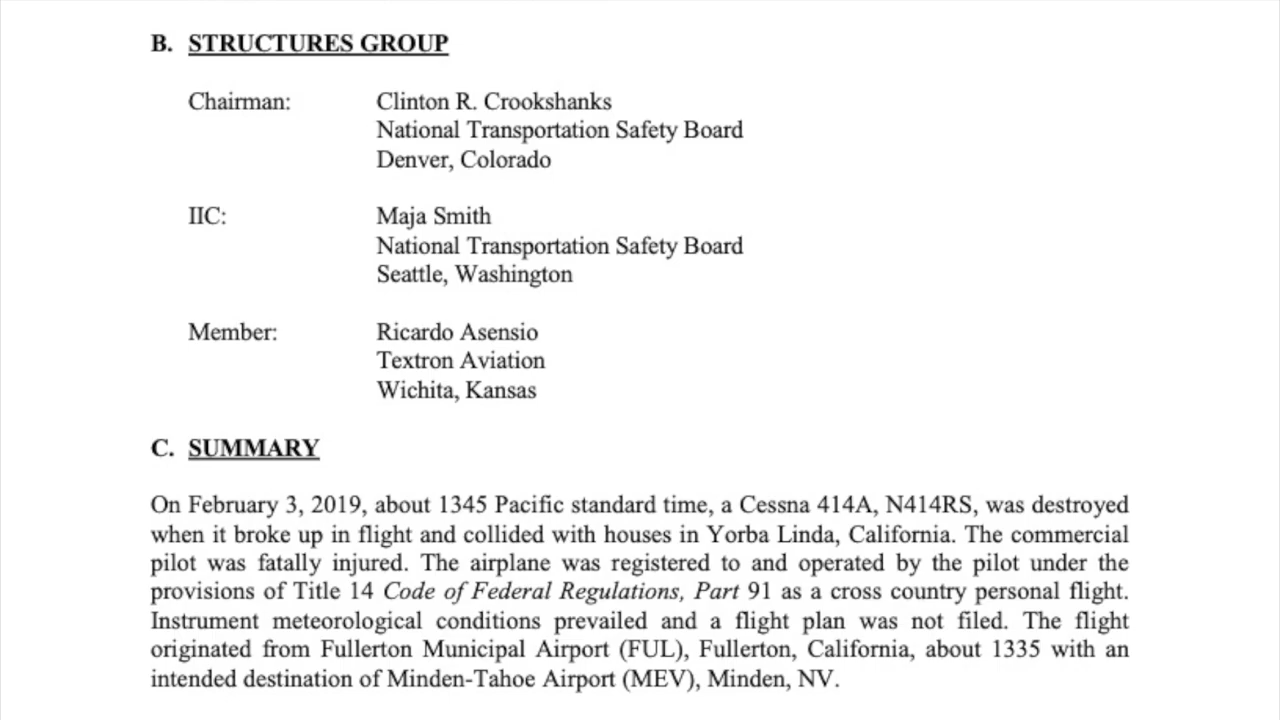 B. STRUCTURES GROUP
Chairman: Clinton R. Crookshanks
National Transportation Safety Board
Denver, Colorado
IIC: Maja Smith
National Transportation Safety Board
Seattle, Washington
Member: Ricardo Asensio
Textron Aviation
Wichita, Kansas
C. SUMMARY
On February 3, 2019, about 1345 Pacific standard time, a Cessna 414A, N414RS, was destroyed
when it broke up in flight and collided with houses in Yorba Linda, California. The commercial
pilot was fatally injured. The airplane was registered to and operated by the pilot under the
provisions of Title 14 Code of Federal Regulations, Part 91 as a cross country personal flight.
Instrument meteorological conditions prevailed and a flight plan was not filed. The flight
originated from Fullerton Municipal Airport (FUL), Fullerton, California, about 1335 with an
intended destination of Minden-Tahoe Airport (MEV), Minden, NV.